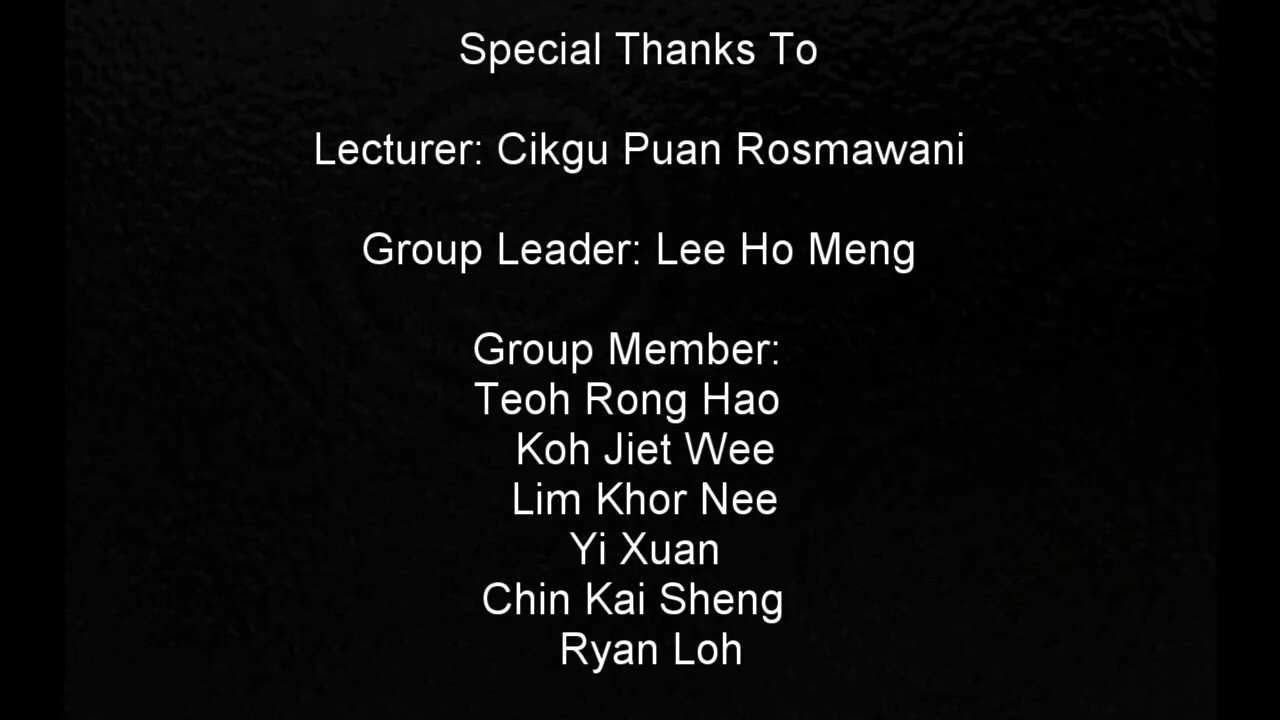 Special Thanks To
Lecturer: Cikgu Puan Rosmawani
Group Leader: Lee Ho Meng
Group Member:
Teoh Rong Hao
Koh Jiet Wee
Lim Khor Nee
Yi Xuan
Chin Kai Sheng
Ryan Loh